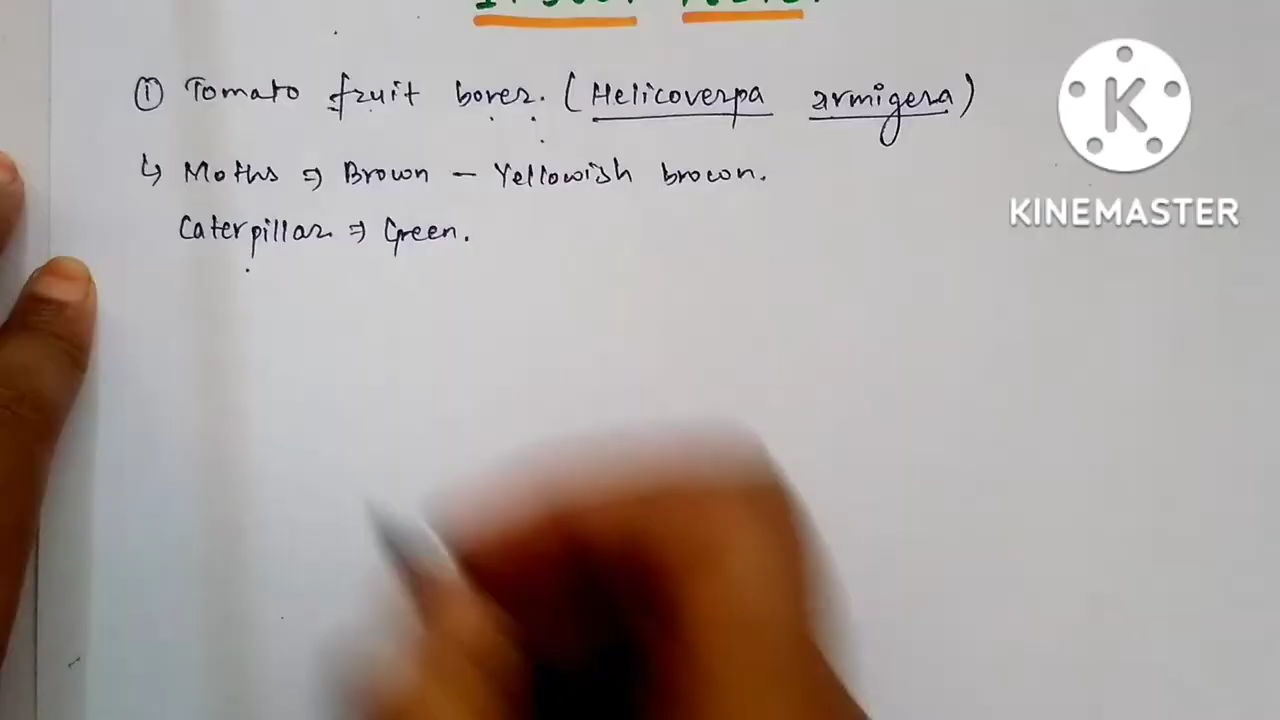 ① Tomato fruit borer. (Helicoverpa armigera)
↳ Moths ⇒ Brown – Yellowish brown.
Caterpillar ⇒ Green.
KINEMASTER